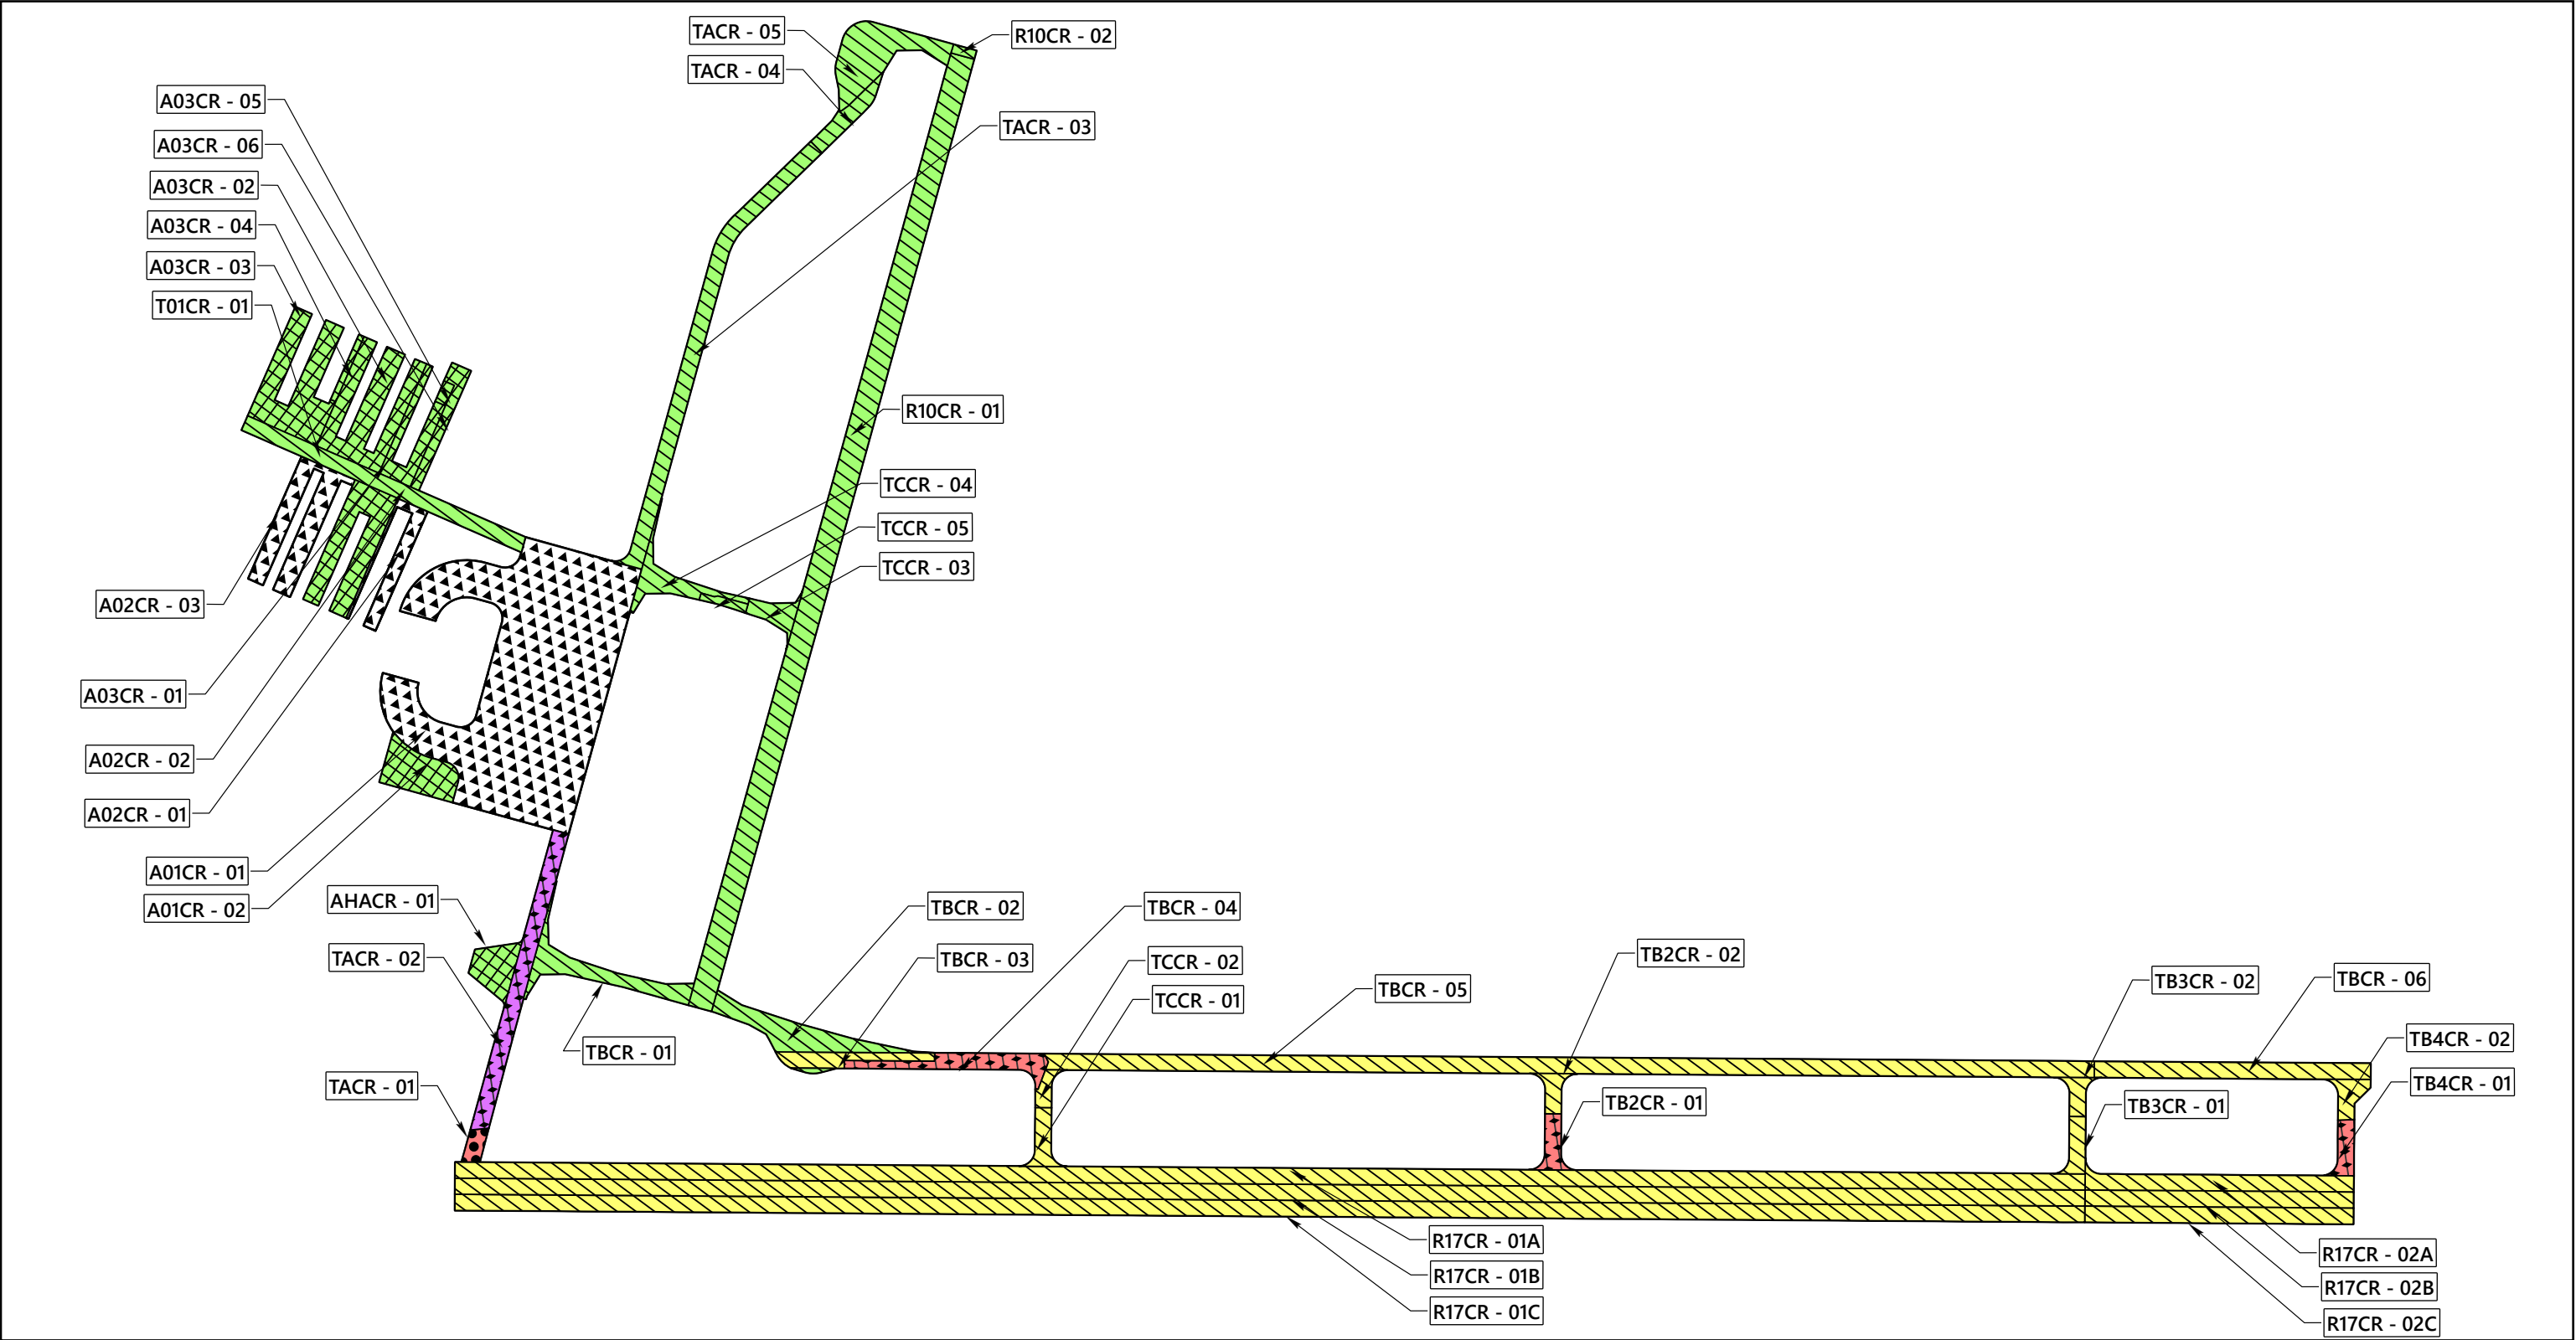 TACR - 05
R10CR - 02
TACR - 04
A03CR - 05
TACR - 03
A03CR - 06
A03CR - 02
A03CR - 04
A03CR - 03
T01CR - 01
R10CR - 01
TCCR - 04
TCCR - 05
TCCR - 03
A02CR - 03
A03CR - 01
A02CR - 02
A02CR - 01
A01CR - 01
A01CR - 02
AHACR - 01
TBCR - 02
TBCR - 04
TACR - 02
TBCR - 03
TCCR - 02
TB2CR - 02
TB3CR - 02
TBCR - 06
TBCR - 05
TCCR - 01
TBCR - 01
TB4CR - 02
TACR - 01
TB4CR - 01
TB2CR - 01
TB3CR - 01
R17CR - 01A
R17CR - 02A
R17CR - 01B
R17CR - 02B
R17CR - 01C
R17CR - 02C